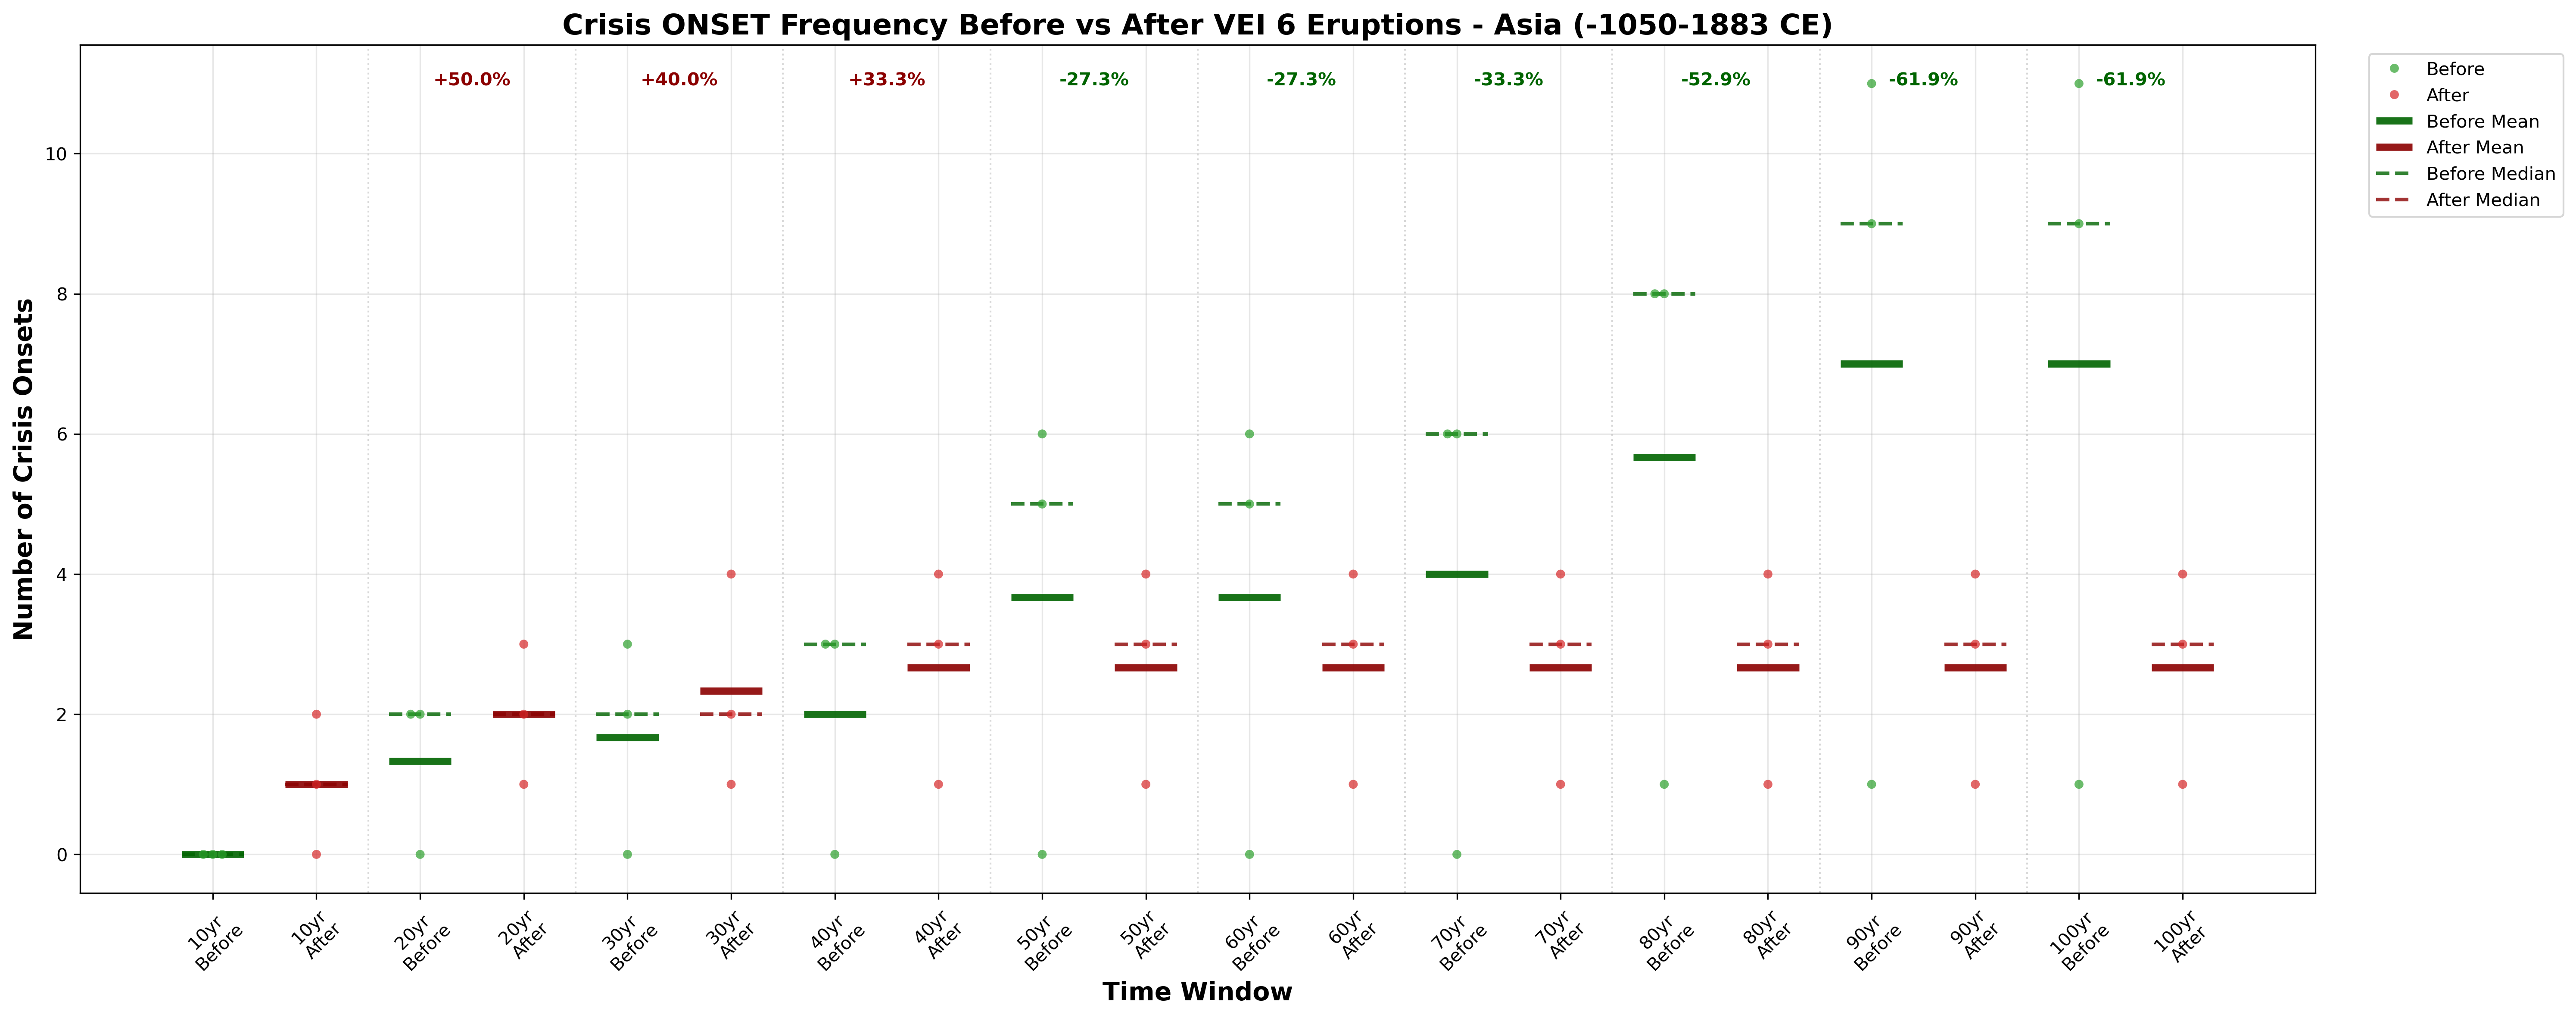 Crisis ONSET Frequency Before vs After VEI 6 Eruptions - Asia (-1050-1883 CE)
+50.0%
+40.0%
+33.3%
-27.3%
-27.3%
-33.3%
-52.9%
-61.9%
-61.9%
Before
After
Before Mean
After Mean
Before Median
After Median
Number of Crisis Onsets
10
8
6
4
2
0
10yr
Before
10yr
After
20yr
Before
20yr
After
30yr
Before
30yr
After
40yr
Before
40yr
After
50yr
Before
50yr
After
60yr
Before
60yr
After
70yr
Before
70yr
After
80yr
Before
80yr
After
90yr
Before
90yr
After
100yr
Before
100yr
After
Time Window